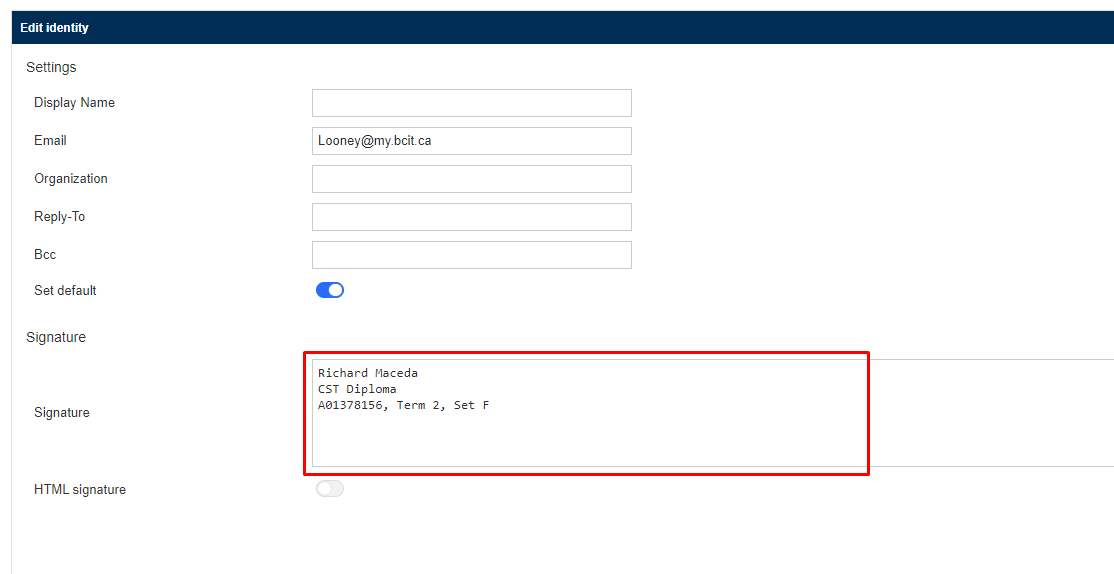 Edit identity
Settings
Display Name
Email Looney@my.bcit.ca
Organization
Reply-To
Bcc
Set default
Signature
Signature
Richard Maceda
CST Diploma
A01378156, Term 2, Set F
HTML signature